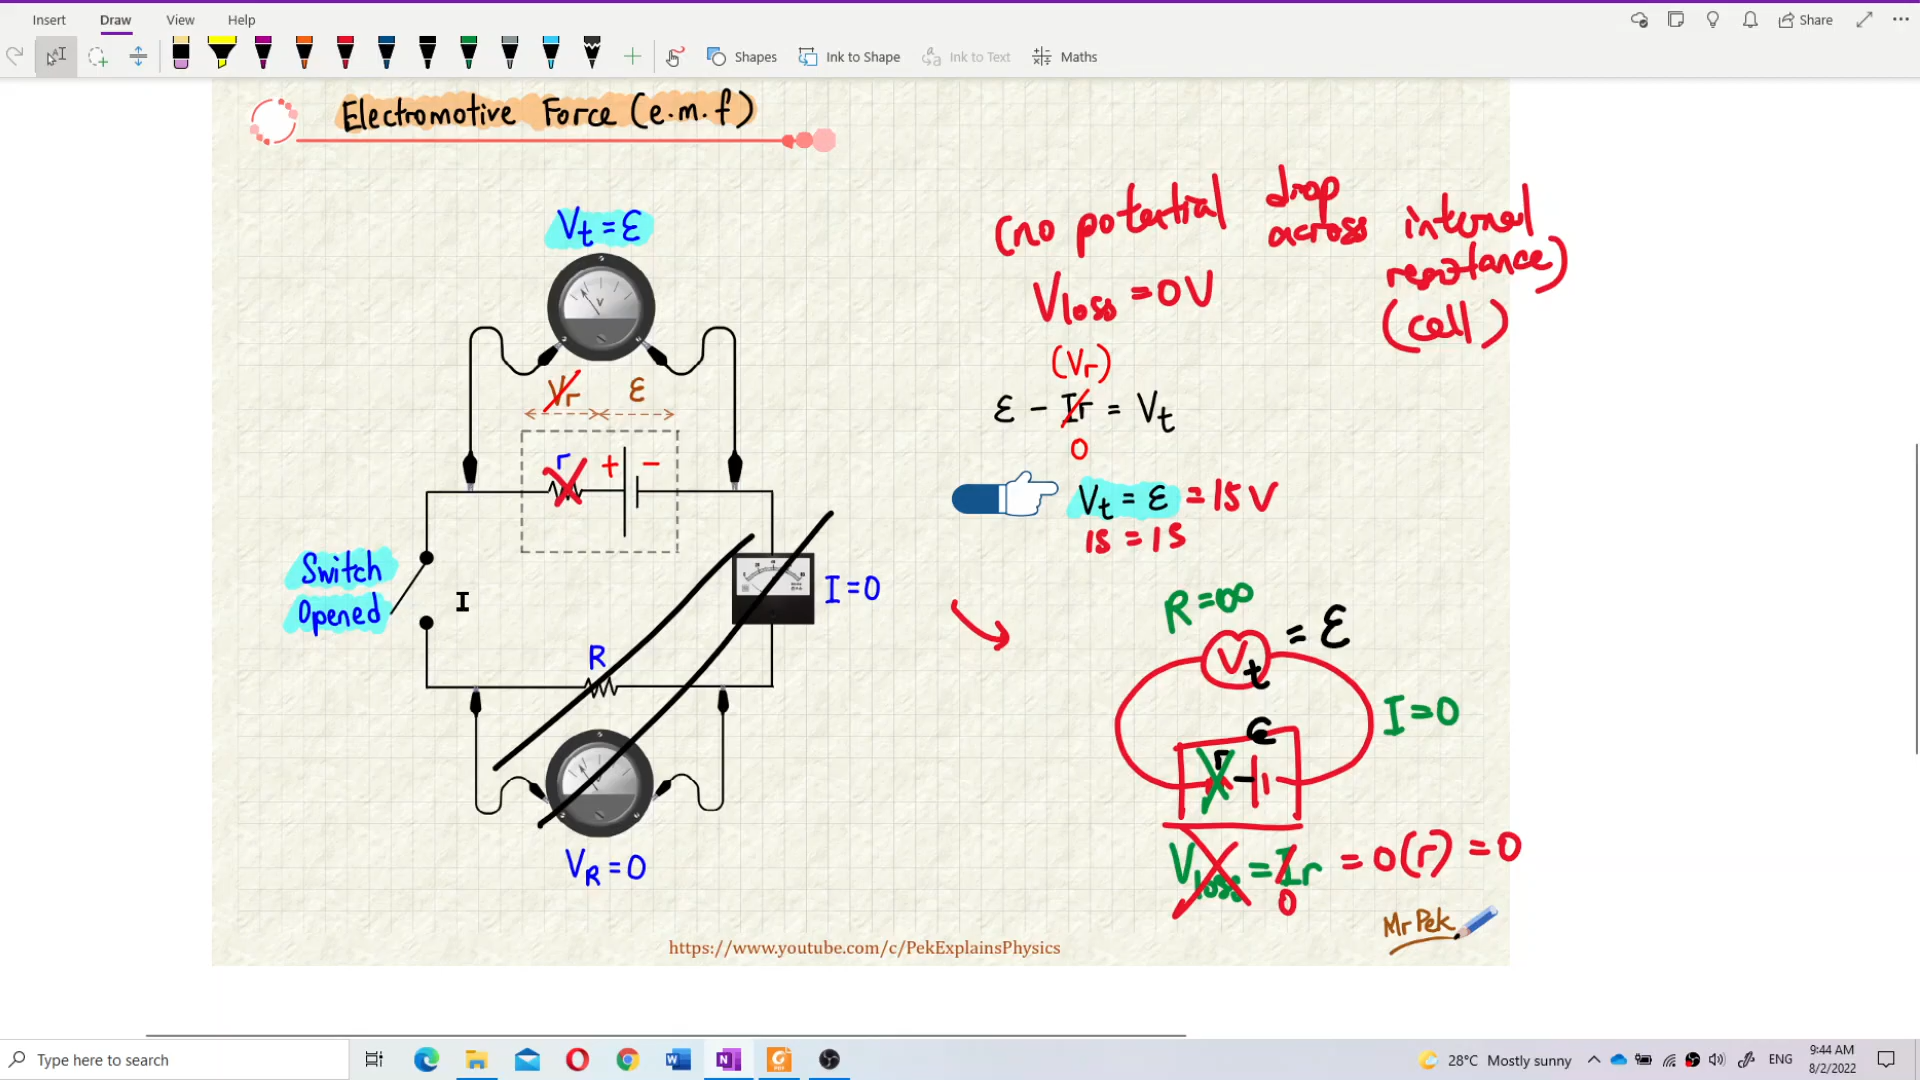 Insert Draw View Help
Share
Shapes Ink to Shape Ink to Text Maths
Electromotive Force (e.m.f)
Vt = ε
V
Vr ε
r + -
Switch
Opened
I
I = 0
R
V
VR = 0
(no potential drop
across internal
resistance)
(cell)
Vloss = 0V
(Vr)
ε - Ir = Vt
0
Vt = ε = 15V
15 = 15
R = ∞
Vt = ε
I = 0
ε
r
Vloss = Ir = 0(r) = 0
0
Mr Pek
https://www.youtube.com/c/PekExplainsPhysics
Type here to search
28°C Mostly sunny
ENG
9:44 AM
8/2/2022